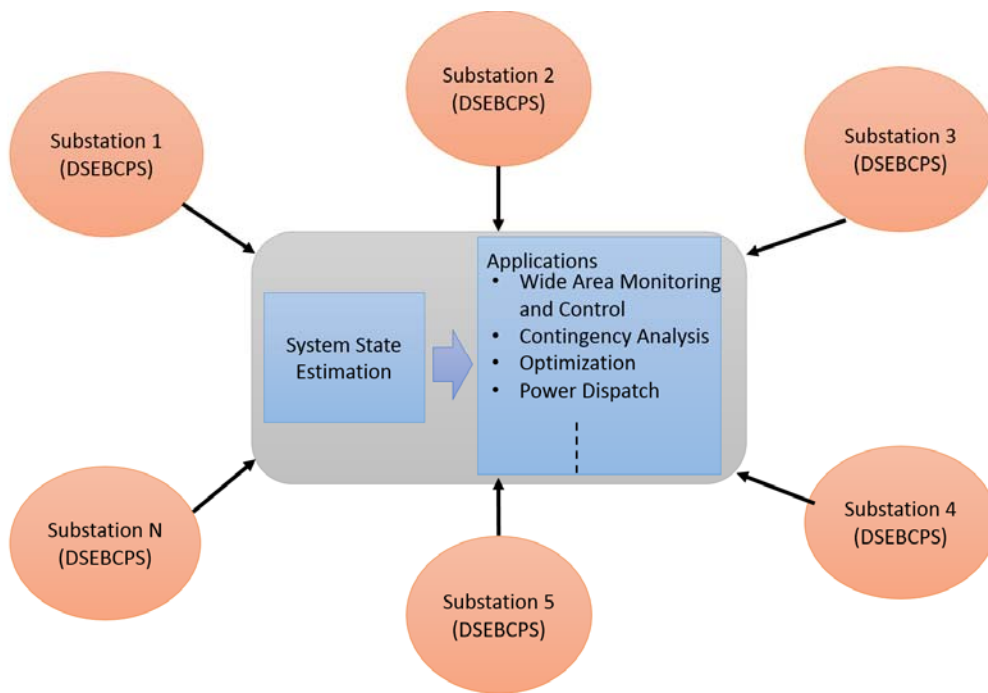 Substation 2
(DSEBCPS)
Substation 1
(DSEBCPS)
Substation 3
(DSEBCPS)
Applications
• Wide Area Monitoring
and Control
• Contingency Analysis
• Optimization
• Power Dispatch
System State
Estimation
Substation N
(DSEBCPS)
Substation 4
(DSEBCPS)
Substation 5
(DSEBCPS)